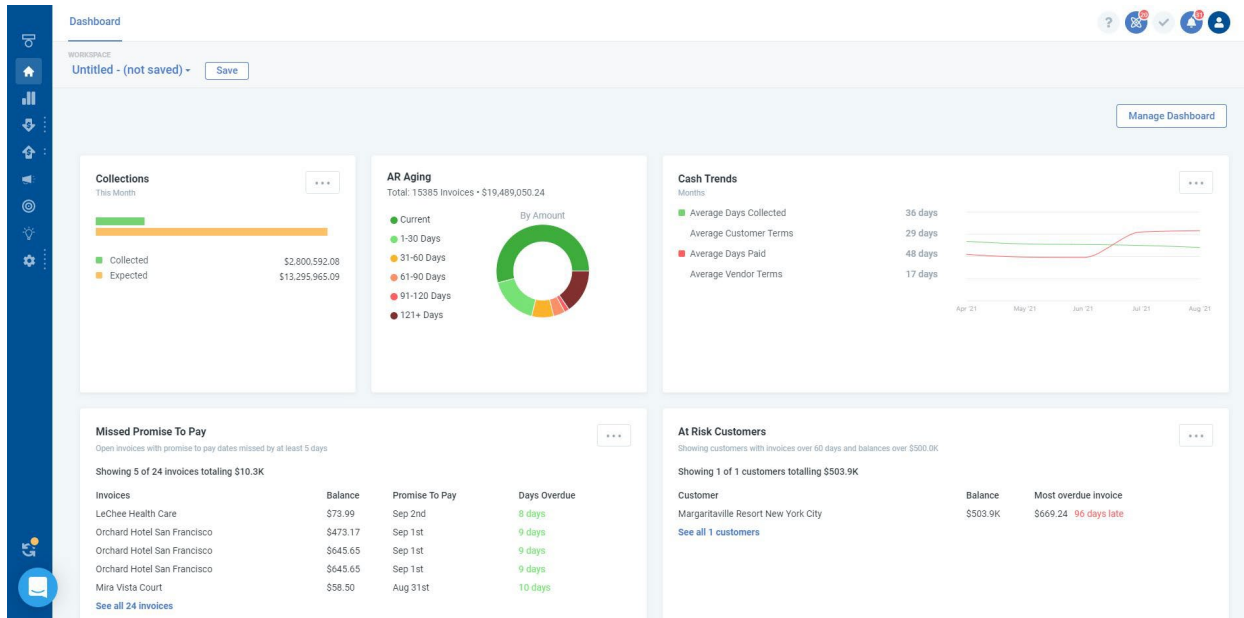 Dashboard
20
31
WORKSPACE
Untitled - (not saved)
Save
Manage Dashboard
Collections
This Month
Collected $2,800,592.08
Expected $13,295,965.09
AR Aging
Total: 15385 Invoices • $19,489,050.24
By Amount
Current
1-30 Days
31-60 Days
61-90 Days
91-120 Days
121+ Days
Cash Trends
Months
Average Days Collected 36 days
Average Customer Terms 29 days
Average Days Paid 48 days
Average Vendor Terms 17 days
Apr '21 May '21 Jun '21 Jul '21 Aug '21
Missed Promise To Pay
Open invoices with promise to pay dates missed by at least 5 days
Showing 5 of 24 invoices totaling $10.3K
Invoices Balance Promise To Pay Days Overdue
LeChee Health Care $73.99 Sep 2nd 8 days
Orchard Hotel San Francisco $473.17 Sep 1st 9 days
Orchard Hotel San Francisco $645.65 Sep 1st 9 days
Orchard Hotel San Francisco $645.65 Sep 1st 9 days
Mira Vista Court $58.50 Aug 31st 10 days
See all 24 invoices
At Risk Customers
Showing customers with invoices over 60 days and balances over $500.0K
Showing 1 of 1 customers totalling $503.9K
Customer Balance Most overdue invoice
Margaritaville Resort New York City $503.9K $669.24 96 days late
See all 1 customers